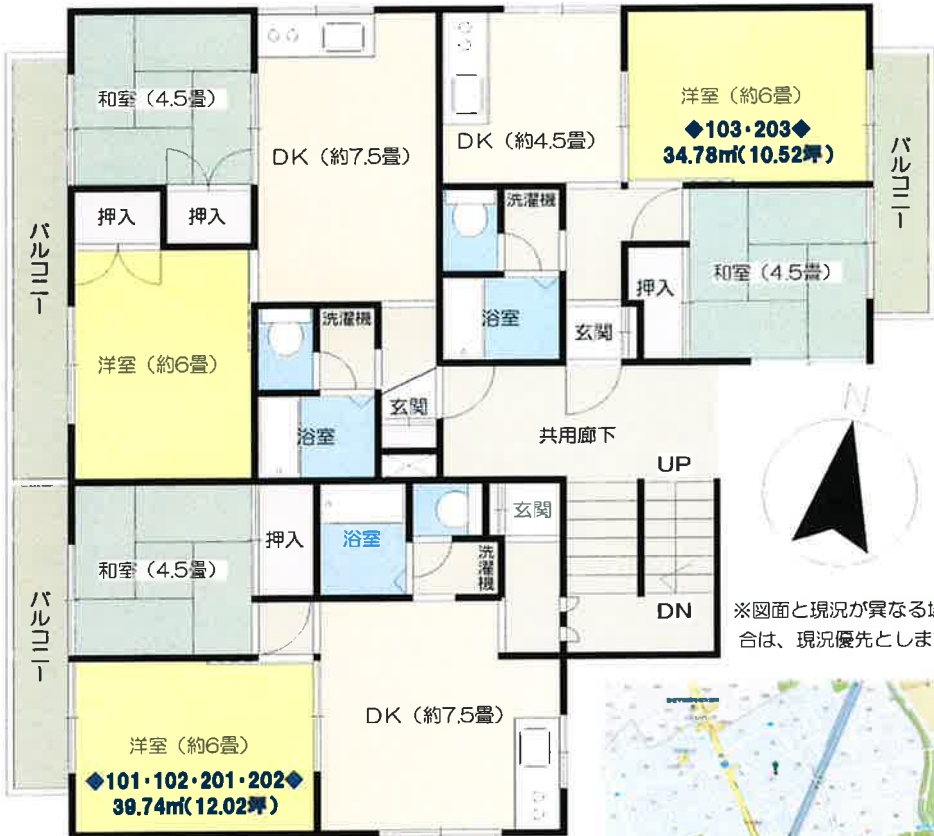 和室（4.5畳）
DK（約7.5畳）
押入
押入
バルコニー
洋室（約6畳）
洗濯機
浴室
玄関
DK（約4.5畳）
洋室（約6畳）
◆103・203◆
34.78㎡(10.52坪)
バルコニー
洗濯機
浴室
玄関
押入
和室（4.5畳）
共用廊下
UP
DN
N
和室（4.5畳）
押入
浴室
洗濯機
玄関
バルコニー
洋室（約6畳）
◆101・102・201・202◆
39.74㎡(12.02坪)
DK（約7.5畳）
※図面と現況が異なる場
合は、現況優先としま